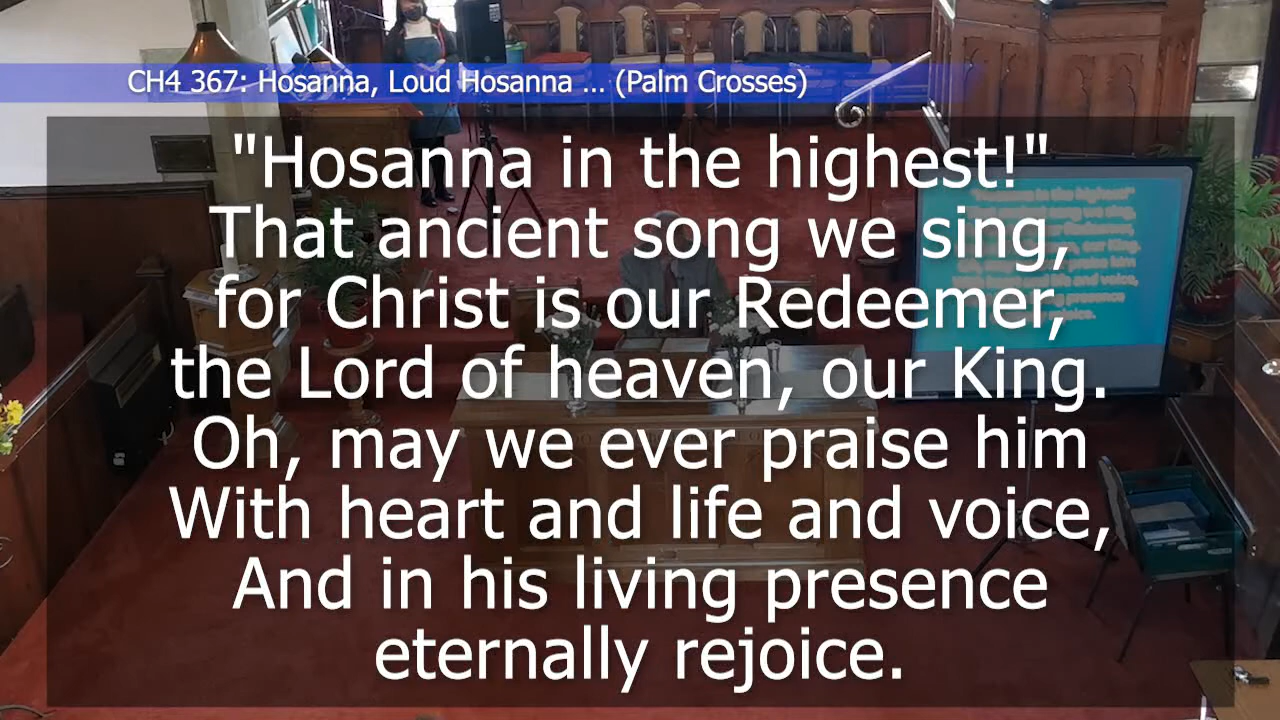 CH4 367: Hosanna, Loud Hosanna ... (Palm Crosses)
"Hosanna in the highest!"
That ancient song we sing,
for Christ is our Redeemer,
the Lord of heaven, our King.
Oh, may we ever praise him
With heart and life and voice,
And in his living presence
eternally rejoice.